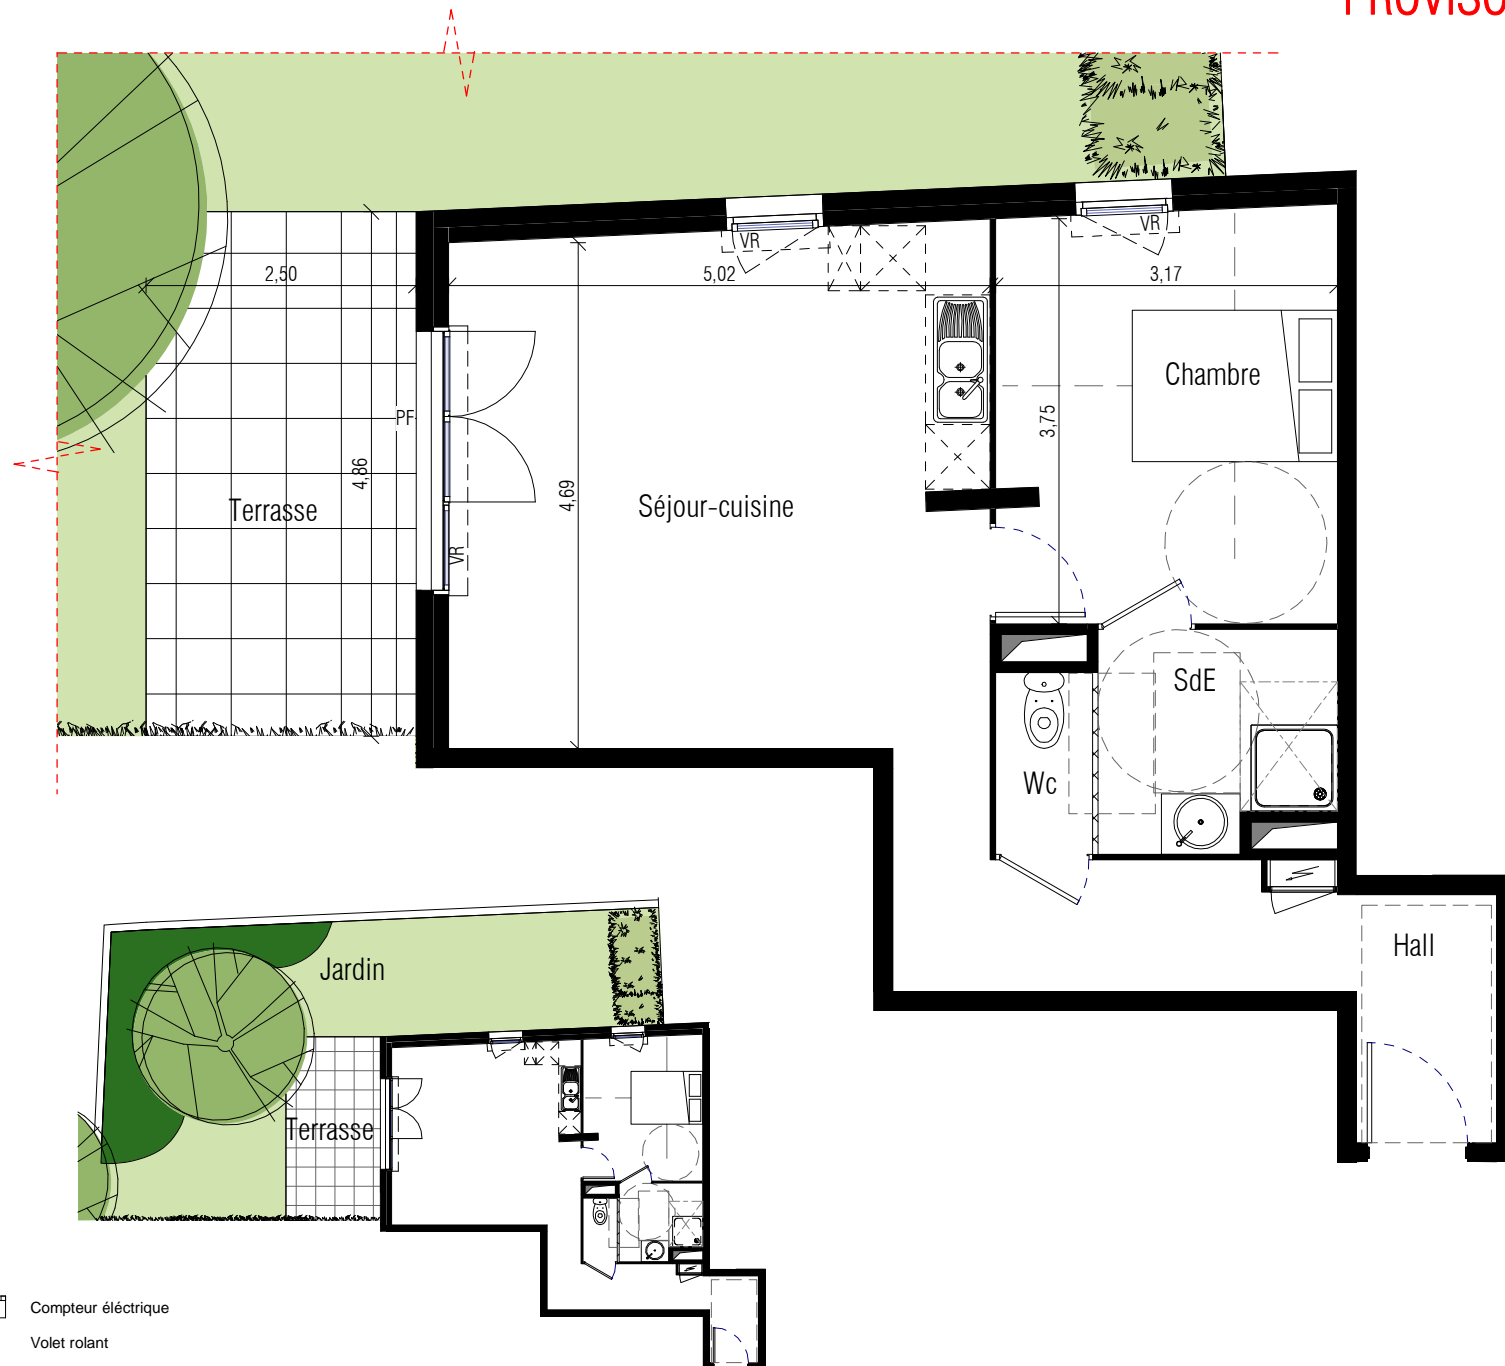 VR
VR
2,50
5,02
3,17
Chambre
PF
3,75
4,86
4,69
Terrasse
Séjour-cuisine
VR
SdE
Wc
Hall
Jardin
Terrasse
Compteur éléctrique
Volet rolant